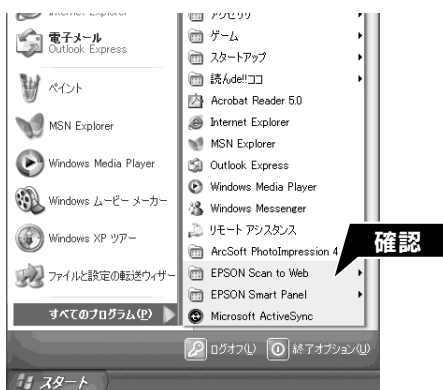 電子メール
Outlook Express
ペイント
MSN Explorer
Windows Media Player
Windows ムービー メーカー
Windows XP ツアー
ファイルと設定の転送ウィザー
すべてのプログラム(P)
アクセサリ
ゲーム
スタートアップ
読んde!!ココ
Acrobat Reader 5.0
Internet Explorer
MSN Explorer
Outlook Express
Windows Media Player
Windows Messenger
リモート アシスタンス
ArcSoft PhotoImpression 4
EPSON Scan to Web
EPSON Smart Panel
Microsoft ActiveSync
確認
ログオフ(L)
終了オプション(U)
スタート